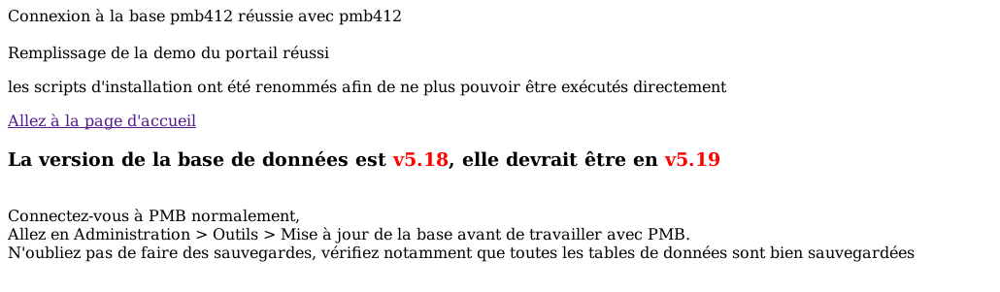 Connexion à la base pmb412 réussie avec pmb412
Remplissage de la demo du portail réussi
les scripts d'installation ont été renommés afin de ne plus pouvoir être exécutés directement
Allez à la page d'accueil
La version de la base de données est v5.18, elle devrait être en v5.19
Connectez-vous à PMB normalement,
Allez en Administration > Outils > Mise à jour de la base avant de travailler avec PMB.
N'oubliez pas de faire des sauvegardes, vérifiez notamment que toutes les tables de données sont bien sauvegardées